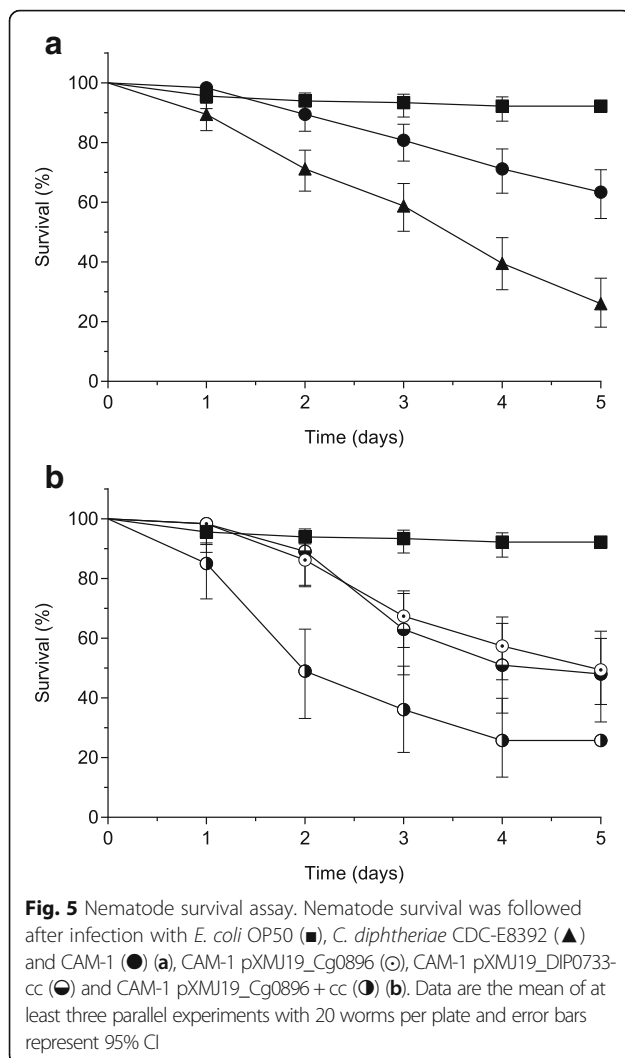 a
100
80
60
40
20
0
Survival (%)
0 1 2 3 4 5
Time (days)
b
100
80
60
40
20
0
Survival (%)
0 1 2 3 4 5
Time (days)
Fig. 5 Nematode survival assay. Nematode survival was followed
after infection with E. coli OP50 (■), C. diphtheriae CDC-E8392 (▲)
and CAM-1 (●) (a), CAM-1 pXMJ19_Cg0896 (⊙), CAM-1 pXMJ19_DIP0733-
cc (◒) and CAM-1 pXMJ19_Cg0896 + cc (◑) (b). Data are the mean of at
least three parallel experiments with 20 worms per plate and error bars
represent 95% CI